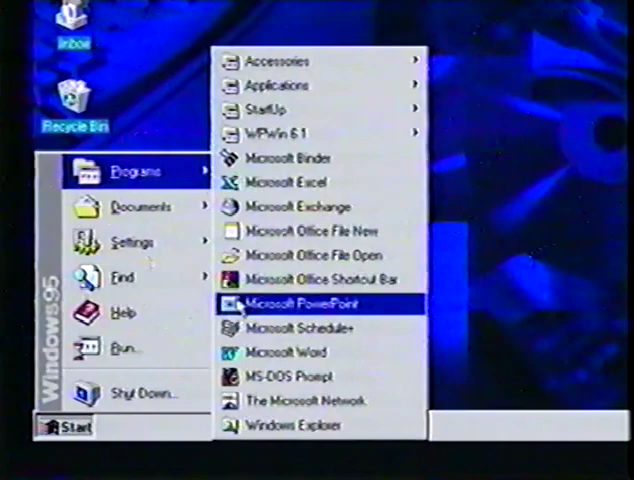 Inbox
Recycle Bin
Programs
Documents
Settings
Find
Help
Run...
Shut Down...
Windows95
Start
Accessories
Applications
StartUp
WPWin 6.1
Microsoft Binder
Microsoft Excel
Microsoft Exchange
Microsoft Office File New
Microsoft Office File Open
Microsoft Office Shortcut Bar
Microsoft PowerPoint
Microsoft Schedule+
Microsoft Word
MS-DOS Prompt
The Microsoft Network
Windows Explorer